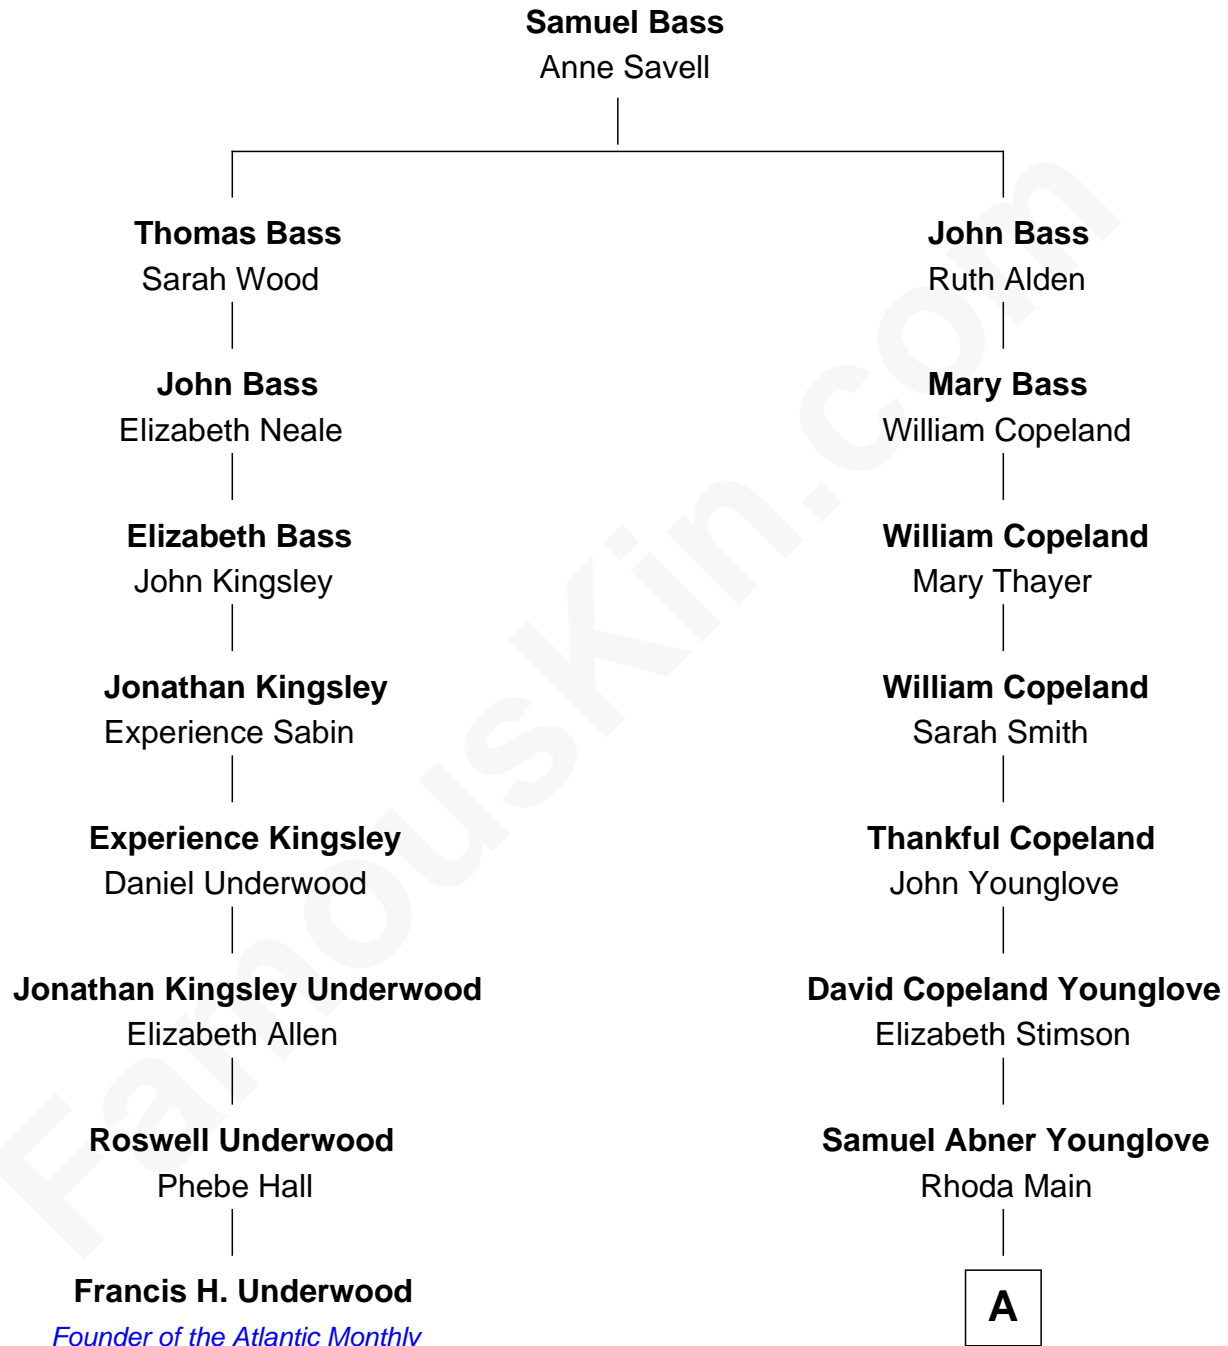 Samuel Bass
Anne Savell
Thomas Bass
Sarah Wood
John Bass
Ruth Alden
John Bass
Elizabeth Neale
Mary Bass
William Copeland
Elizabeth Bass
John Kingsley
William Copeland
Mary Thayer
Jonathan Kingsley
Experience Sabin
William Copeland
Sarah Smith
Experience Kingsley
Daniel Underwood
Thankful Copeland
John Younglove
Jonathan Kingsley Underwood
Elizabeth Allen
David Copeland Younglove
Elizabeth Stimson
Roswell Underwood
Phebe Hall
Samuel Abner Younglove
Rhoda Main
Francis H. Underwood
Founder of the Atlantic Monthly
A
FamousKin.com